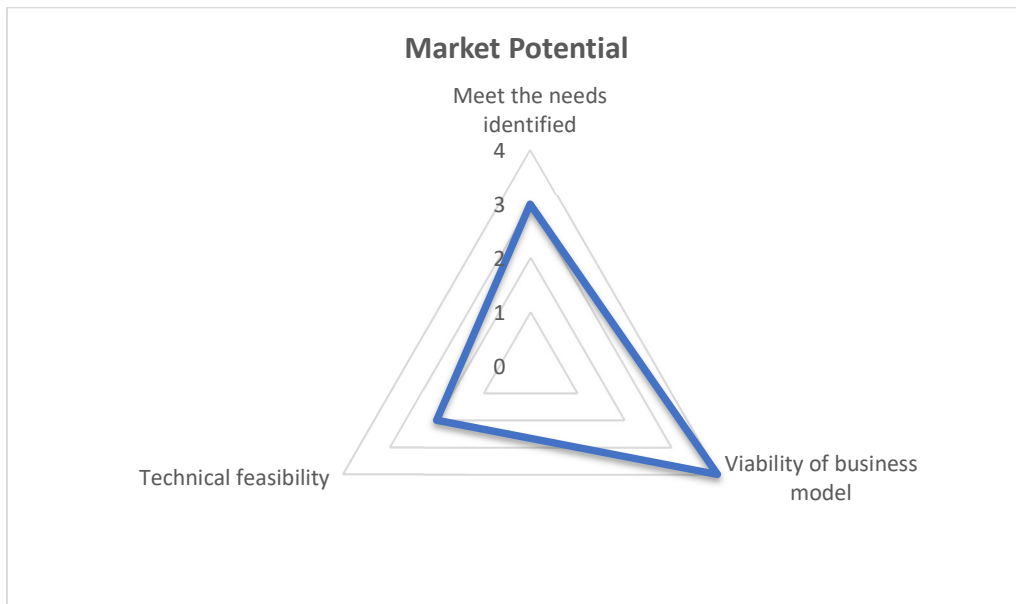 Market Potential
Meet the needs
identified
4
3
2
1
0
Technical feasibility
Viability of business
model